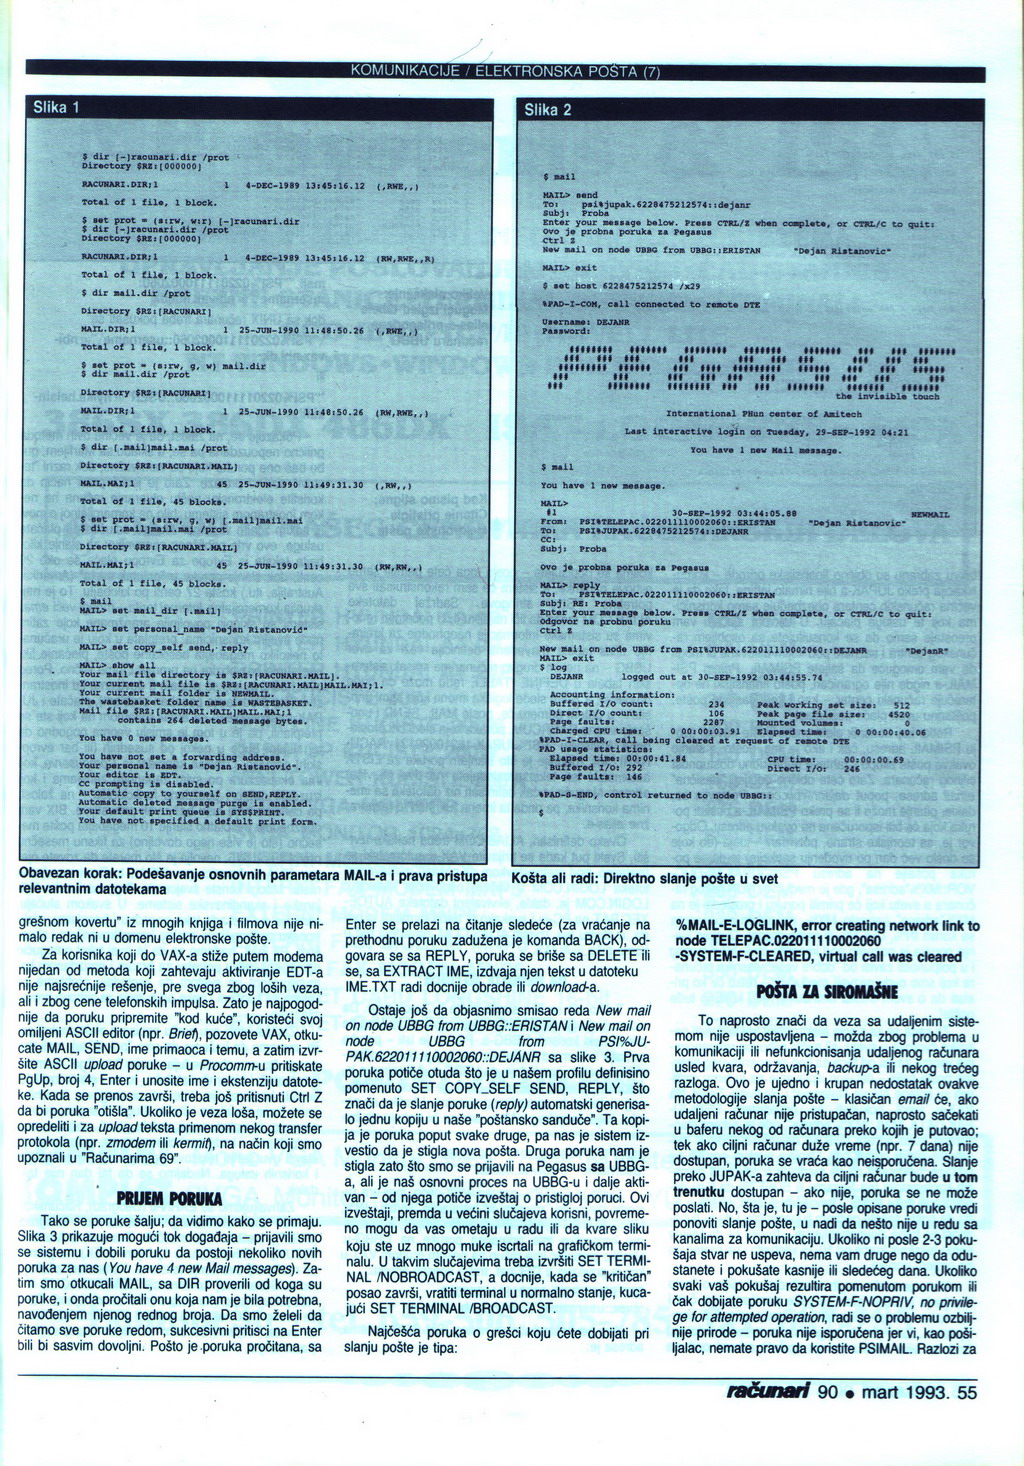 KOMUNIKACIJE / ELEKTRONSKA POŠTA (7)
Slika 1
$ dir [-]racunari.dir /prot
Directory $RZ:[000000]
RACUNARI.DIR;1 1 4-DEC-1989 13:45:16.12 (,RWE,,)
Total of 1 file, 1 block.
$ set prot = (s:rw, w:r) [-]racunari.dir
$ dir [-]racunari.dir /prot
Directory $RZ:[000000]
RACUNARI.DIR;1 1 4-DEC-1989 13:45:16.12 (RW,RWE,,R)
Total of 1 file, 1 block.
$ dir mail.dir /prot
Directory $RZ:[RACUNARI]
MAIL.DIR;1 1 25-JUN-1990 11:48:50.26 (,RWE,,)
Total of 1 file, 1 block.
$ set prot = (s:rw, g, w) mail.dir
$ dir mail.dir /prot
Directory $RZ:[RACUNARI]
MAIL.DIR;1 1 25-JUN-1990 11:48:50.26 (RW,RWE,,)
Total of 1 file, 1 block.
$ dir [.mail]mail.mai /prot
Directory $RZ:[RACUNARI.MAIL]
MAIL.MAI;1 45 25-JUN-1990 11:49:31.30 (,RW,,)
Total of 1 file, 45 blocks.
$ set prot = (s:rw, g, w) [.mail]mail.mai
$ dir [.mail]mail.mai /prot
Directory $RZ:[RACUNARI.MAIL]
MAIL.MAI;1 45 25-JUN-1990 11:49:31.30 (RW,RW,,)
Total of 1 file, 45 blocks.
$ mail
MAIL> set mail_dir [.mail]
MAIL> set personal_name "Dejan Ristanović"
MAIL> set copy_self send, reply
MAIL> show all
Your mail file directory is $RZ:[RACUNARI.MAIL].
Your current mail file is $RZ:[RACUNARI.MAIL]MAIL.MAI;1.
Your current mail folder is NEWMAIL.
The wastebasket folder name is WASTEBASKET.
Mail file $RZ:[RACUNARI.MAIL]MAIL.MAI;1
contains 264 deleted message bytes.
You have 0 new messages.
You have not set a forwarding address.
Your personal name is "Dejan Ristanović".
Your editor is EDT.
CC prompting is disabled.
Automatic copy to yourself on SEND,REPLY.
Automatic deleted message purge is enabled.
Your default print queue is SYS$PRINT.
You have not specified a default print form.
Obavezan korak: Podešavanje osnovnih parametara MAIL-a i prava pristupa
relevantnim datotekama
Slika 2
$ mail
MAIL> send
To: psi%jupak.6228475212574::dejanr
Subj: Proba
Enter your message below. Press CTRL/Z when complete, or CTRL/C to quit:
Ovo je probna poruka za Pegasus
Ctrl Z
New mail on node UBBG from UBBG::ERISTAN "Dejan Ristanovic"
MAIL> exit
$ set host 6228475212574 /x29
%PAD-I-COM, call connected to remote DTE
Username: DEJANR
Password:
PEGASUS
the invisible touch
International PHun center of Amitech
Last interactive login on Tuesday, 29-SEP-1992 04:21
You have 1 new Mail message.
$ mail
You have 1 new message.
MAIL>
#1 30-SEP-1992 03:44:05.88 NEWMAIL
From: PSI%TELEPAC.022011110002060::ERISTAN "Dejan Ristanovic"
To: PSI%JUPAK.6228475212574::DEJANR
CC:
Subj: Proba
Ovo je probna poruka za Pegasus
MAIL> reply
To: PSI%TELEPAC.022011110002060::ERISTAN
Subj: RE: Proba
Enter your message below. Press CTRL/Z when complete, or CTRL/C to quit:
Odgovor na probnu poruku
Ctrl Z
New mail on node UBBG from PSI%JUPAK.622011110002060::DEJANR "DejanR"
MAIL> exit
$ log
DEJANR logged out at 30-SEP-1992 03:44:55.74
Accounting information:
Buffered I/O count: 234 Peak working set size: 512
Direct I/O count: 106 Peak page file size: 4520
Page faults: 2287 Mounted volumes: 0
Charged CPU time: 0 00:00:03.91 Elapsed time: 0 00:00:40.06
%PAD-I-CLEAR, call being cleared at request of remote DTE
PAD usage statistics:
Elapsed time: 00:00:41.84 CPU time: 00:00:00.69
Buffered I/O: 292 Direct I/O: 246
Page faults: 146
%PAD-S-END, control returned to node UBBG::
$
Košta ali radi: Direktno slanje pošte u svet
grešnom kovertu" iz mnogih knjiga i filmova nije ni-
malo redak ni u domenu elektronske pošte.
Za korisnika koji do VAX-a stiže putem modema
nijedan od metoda koji zahtevaju aktiviranje EDT-a
nije najsrećnije rešenje, pre svega zbog loših veza,
ali i zbog cene telefonskih impulsa. Zato je najpogod-
nije da poruku pripremite "kod kuće", koristeći svoj
omiljeni ASCII editor (npr. Brief), pozovete VAX, otku-
cate MAIL, SEND, ime primaoca i temu, a zatim izvr-
šite ASCII upload poruke – u Procomm-u pritiskate
PgUp, broj 4, Enter i unosite ime i ekstenziju datote-
ke. Kada se prenos završi, treba još pritisnuti Ctrl Z
da bi poruka "otišla". Ukoliko je veza loša, možete se
opredeliti i za upload teksta primenom nekog transfer
protokola (npr. zmodem ili kermit), na način koji smo
upoznali u "Računarima 69".
PRIJEM PORUKA
Tako se poruke šalju; da vidimo kako se primaju.
Slika 3 prikazuje mogući tok događaja – prijavili smo
se sistemu i dobili poruku da postoji nekoliko novih
poruka za nas (You have 4 new Mail messages). Za-
tim smo otkucali MAIL, sa DIR proverili od koga su
poruke, i onda pročitali onu koja nam je bila potrebna,
navođenjem njenog rednog broja. Da smo želeli da
čitamo sve poruke redom, sukcesivni pritisci na Enter
bili bi sasvim dovoljni. Pošto je poruka pročitana, sa
Enter se prelazi na čitanje sledeće (za vraćanje na
prethodnu poruku zadužena je komanda BACK), od-
govara se sa REPLY, poruka se briše sa DELETE ili
se, sa EXTRACT IME, izdvaja njen tekst u datoteku
IME.TXT radi docnije obrade ili download-a.
Ostaje još da objasnimo smisao reda New mail
on node UBBG from UBBG::ERISTAN i New mail on
node UBBG from PSI%JU-
PAK.622011110002060::DEJANR sa slike 3. Prva
poruka potiče otuda što je u našem profilu definisino
pomenuto SET COPY_SELF SEND, REPLY, što
znači da je slanje poruke (reply) automatski generisa-
lo jednu kopiju u naše "poštansko sanduče". Ta kopi-
ja je poruka poput svake druge, pa nas je sistem iz-
vestio da je stigla nova pošta. Druga poruka nam je
stigla zato što smo se prijavili na Pegasus sa UBBG-
a, ali je naš osnovni proces na UBBG-u i dalje akti-
van – od njega potiče izveštaj o pristigloj poruci. Ovi
izveštaji, premda u većini slučajeva korisni, povreme-
no mogu da vas ometaju u radu ili da kvare sliku
koju ste uz mnogo muke iscrtali na grafičkom termi-
nalu. U takvim slučajevima treba izvršiti SET TERMI-
NAL /NOBROADCAST, a docnije, kada se "kritičan"
posao završi, vratiti terminal u normalno stanje, kuca-
jući SET TERMINAL /BROADCAST.
Najčešća poruka o grešci koju ćete dobijati pri
slanju pošte je tipa:
%MAIL-E-LOGLINK, error creating network link to
node TELEPAC.022011110002060
-SYSTEM-F-CLEARED, virtual call was cleared
POŠTA ZA SIROMAŠNE
To naprosto znači da veza sa udaljenim siste-
mom nije uspostavljena – možda zbog problema u
komunikaciji ili nefunkcionisanja udaljenog računara
usled kvara, održavanja, backup-a ili nekog trećeg
razloga. Ovo je ujedno i krupan nedostatak ovakve
metodologije slanja pošte – klasičan email će, ako
udaljeni računar nije pristupačan, naprosto sačekati
u baferu nekog od računara preko kojih je putovao;
tek ako ciljni računar duže vreme (npr. 7 dana) nije
dostupan, poruka se vraća kao neisporučena. Slanje
preko JUPAK-a zahteva da ciljni računar bude u tom
trenutku dostupan – ako nije, poruka se ne može
poslati. No, šta je, tu je – posle opisane poruke vredi
ponoviti slanje pošte, u nadi da nešto nije u redu sa
kanalima za komunikaciju. Ukoliko ni posle 2-3 poku-
šaja stvar ne uspeva, nema vam druge nego da odu-
stanete i pokušate kasnije ili sledećeg dana. Ukoliko
svaki vaš pokušaj rezultira pomenutom porukom ili
čak dobijate poruku SYSTEM-F-NOPRIV, no privile-
ge for attempted operation, radi se o problemu ozbilj-
nije prirode – poruka nije isporučena jer vi, kao poši-
ljalac, nemate pravo da koristite PSIMAIL. Razlozi za
računari 90 • mart 1993. 55